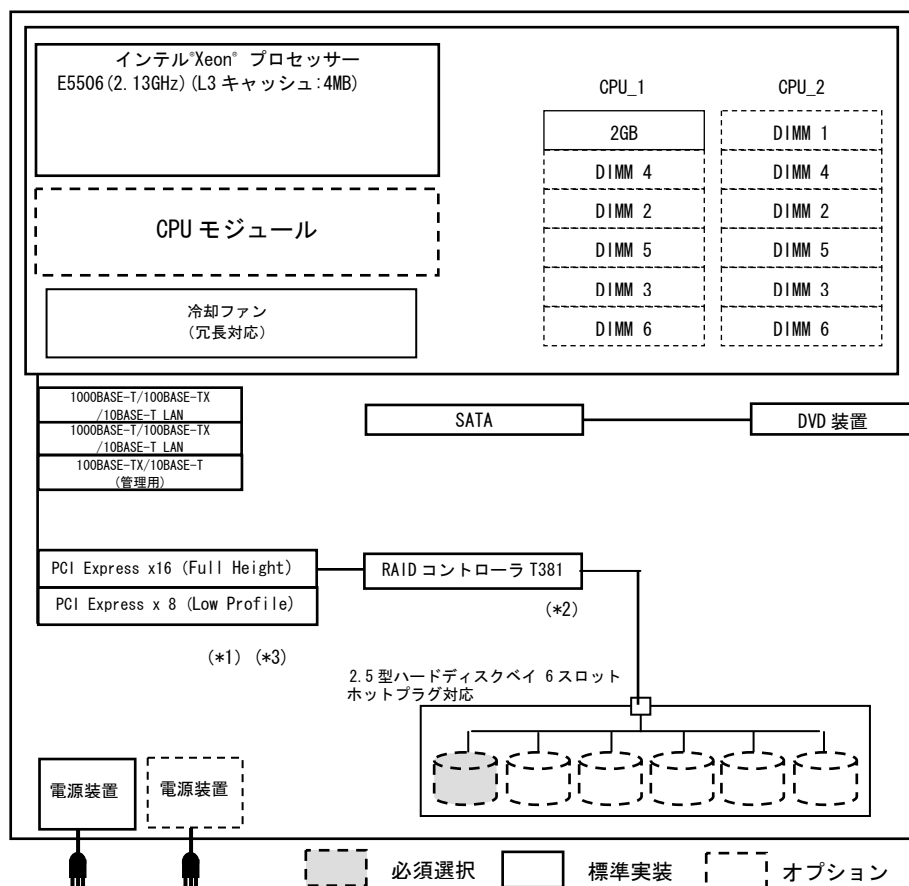 インテル®Xeon® プロセッサー
E5506(2.13GHz)(L3 キャッシュ:4MB)
CPU モジュール
冷却ファン
(冗長対応)
CPU_1
2GB
DIMM 4
DIMM 2
DIMM 5
DIMM 3
DIMM 6
CPU_2
DIMM 1
DIMM 4
DIMM 2
DIMM 5
DIMM 3
DIMM 6
1000BASE-T/100BASE-TX
/10BASE-T LAN
1000BASE-T/100BASE-TX
/10BASE-T LAN
100BASE-TX/10BASE-T
(管理用)
SATA
DVD 装置
PCI Express x16 (Full Height)
PCI Express x 8 (Low Profile)
RAID コントローラ T381
(*2)
(*1) (*3)
2.5 型ハードディスクベイ 6 スロット
ホットプラグ対応
電源装置
電源装置
必須選択
標準実装
オプション